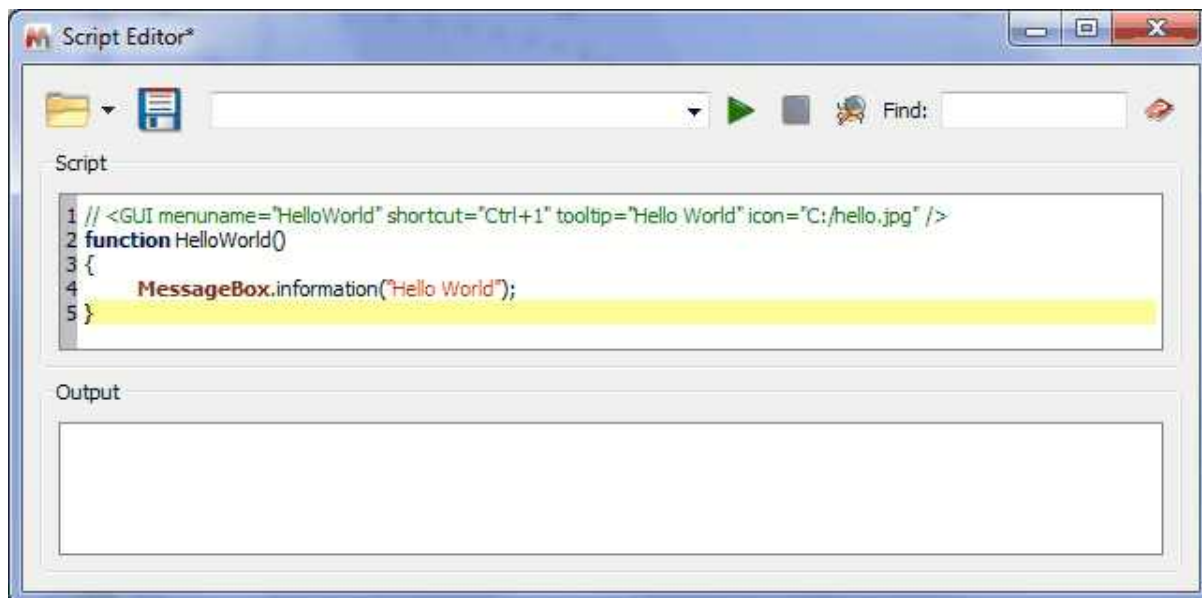 Script Editor*
Find:
Script
1 // <GUI menuname="HelloWorld" shortcut="Ctrl+1" tooltip="Hello World" icon="C:/hello.jpg" />
2 function HelloWorld()
3 {
4 MessageBox.information("Hello World");
5 }
Output